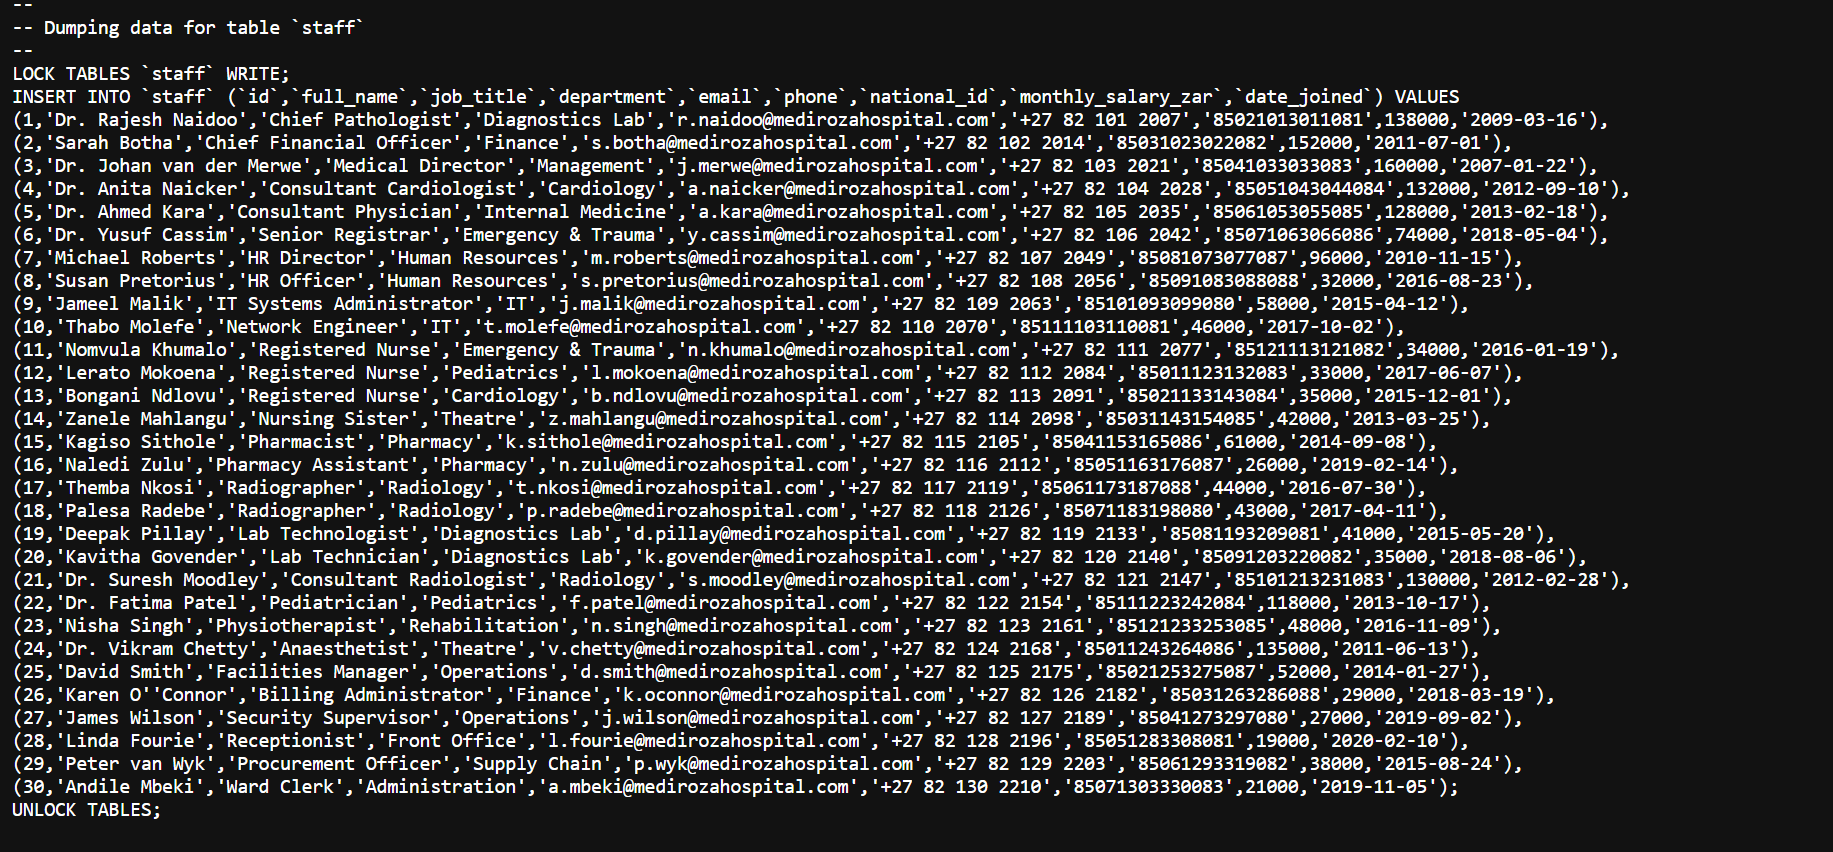 --
-- Dumping data for table `staff`
--
LOCK TABLES `staff` WRITE;
INSERT INTO `staff` (`id`,`full_name`,`job_title`,`department`,`email`,`phone`,`national_id`,`monthly_salary_zar`,`date_joined`) VALUES
(1,'Dr. Rajesh Naidoo','Chief Pathologist','Diagnostics Lab','r.naidoo@medirozahospital.com','+27 82 101 2007','85021013011081',138000,'2009-03-16'),
(2,'Sarah Botha','Chief Financial Officer','Finance','s.botha@medirozahospital.com','+27 82 102 2014','85031023022082',152000,'2011-07-01'),
(3,'Dr. Johan van der Merwe','Medical Director','Management','j.merwe@medirozahospital.com','+27 82 103 2021','85041033033083',160000,'2007-01-22'),
(4,'Dr. Anita Naicker','Consultant Cardiologist','Cardiology','a.naicker@medirozahospital.com','+27 82 104 2028','85051043044084',132000,'2012-09-10'),
(5,'Dr. Ahmed Kara','Consultant Physician','Internal Medicine','a.kara@medirozahospital.com','+27 82 105 2035','85061053055085',128000,'2013-02-18'),
(6,'Dr. Yusuf Cassim','Senior Registrar','Emergency & Trauma','y.cassim@medirozahospital.com','+27 82 106 2042','85071063066086',74000,'2018-05-04'),
(7,'Michael Roberts','HR Director','Human Resources','m.roberts@medirozahospital.com','+27 82 107 2049','85081073077087',96000,'2010-11-15'),
(8,'Susan Pretorius','HR Officer','Human Resources','s.pretorius@medirozahospital.com','+27 82 108 2056','85091083088088',32000,'2016-08-23'),
(9,'Jameel Malik','IT Systems Administrator','IT','j.malik@medirozahospital.com','+27 82 109 2063','85101093099080',58000,'2015-04-12'),
(10,'Thabo Molefe','Network Engineer','IT','t.molefe@medirozahospital.com','+27 82 110 2070','85111103110081',46000,'2017-10-02'),
(11,'Nomvula Khumalo','Registered Nurse','Emergency & Trauma','n.khumalo@medirozahospital.com','+27 82 111 2077','85121113121082',34000,'2016-01-19'),
(12,'Lerato Mokoena','Registered Nurse','Pediatrics','l.mokoena@medirozahospital.com','+27 82 112 2084','85011123132083',33000,'2017-06-07'),
(13,'Bongani Ndlovu','Registered Nurse','Cardiology','b.ndlovu@medirozahospital.com','+27 82 113 2091','85021133143084',35000,'2015-12-01'),
(14,'Zanele Mahlangu','Nursing Sister','Theatre','z.mahlangu@medirozahospital.com','+27 82 114 2098','85031143154085',42000,'2013-03-25'),
(15,'Kagiso Sithole','Pharmacist','Pharmacy','k.sithole@medirozahospital.com','+27 82 115 2105','85041153165086',61000,'2014-09-08'),
(16,'Naledi Zulu','Pharmacy Assistant','Pharmacy','n.zulu@medirozahospital.com','+27 82 116 2112','85051163176087',26000,'2019-02-14'),
(17,'Themba Nkosi','Radiographer','Radiology','t.nkosi@medirozahospital.com','+27 82 117 2119','85061173187088',44000,'2016-07-30'),
(18,'Palesa Radebe','Radiographer','Radiology','p.radebe@medirozahospital.com','+27 82 118 2126','85071183198080',43000,'2017-04-11'),
(19,'Deepak Pillay','Lab Technologist','Diagnostics Lab','d.pillay@medirozahospital.com','+27 82 119 2133','85081193209081',41000,'2015-05-20'),
(20,'Kavitha Govender','Lab Technician','Diagnostics Lab','k.govender@medirozahospital.com','+27 82 120 2140','85091203220082',35000,'2018-08-06'),
(21,'Dr. Suresh Moodley','Consultant Radiologist','Radiology','s.moodley@medirozahospital.com','+27 82 121 2147','85101213231083',130000,'2012-02-28'),
(22,'Dr. Fatima Patel','Pediatrician','Pediatrics','f.patel@medirozahospital.com','+27 82 122 2154','85111223242084',118000,'2013-10-17'),
(23,'Nisha Singh','Physiotherapist','Rehabilitation','n.singh@medirozahospital.com','+27 82 123 2161','85121233253085',48000,'2016-11-09'),
(24,'Dr. Vikram Chetty','Anaesthetist','Theatre','v.chetty@medirozahospital.com','+27 82 124 2168','85011243264086',135000,'2011-06-13'),
(25,'David Smith','Facilities Manager','Operations','d.smith@medirozahospital.com','+27 82 125 2175','85021253275087',52000,'2014-01-27'),
(26,'Karen O''Connor','Billing Administrator','Finance','k.oconnor@medirozahospital.com','+27 82 126 2182','85031263286088',29000,'2018-03-19'),
(27,'James Wilson','Security Supervisor','Operations','j.wilson@medirozahospital.com','+27 82 127 2189','85041273297080',27000,'2019-09-02'),
(28,'Linda Fourie','Receptionist','Front Office','l.fourie@medirozahospital.com','+27 82 128 2196','85051283308081',19000,'2020-02-10'),
(29,'Peter van Wyk','Procurement Officer','Supply Chain','p.wyk@medirozahospital.com','+27 82 129 2203','85061293319082',38000,'2015-08-24'),
(30,'Andile Mbeki','Ward Clerk','Administration','a.mbeki@medirozahospital.com','+27 82 130 2210','85071303330083',21000,'2019-11-05');
UNLOCK TABLES;